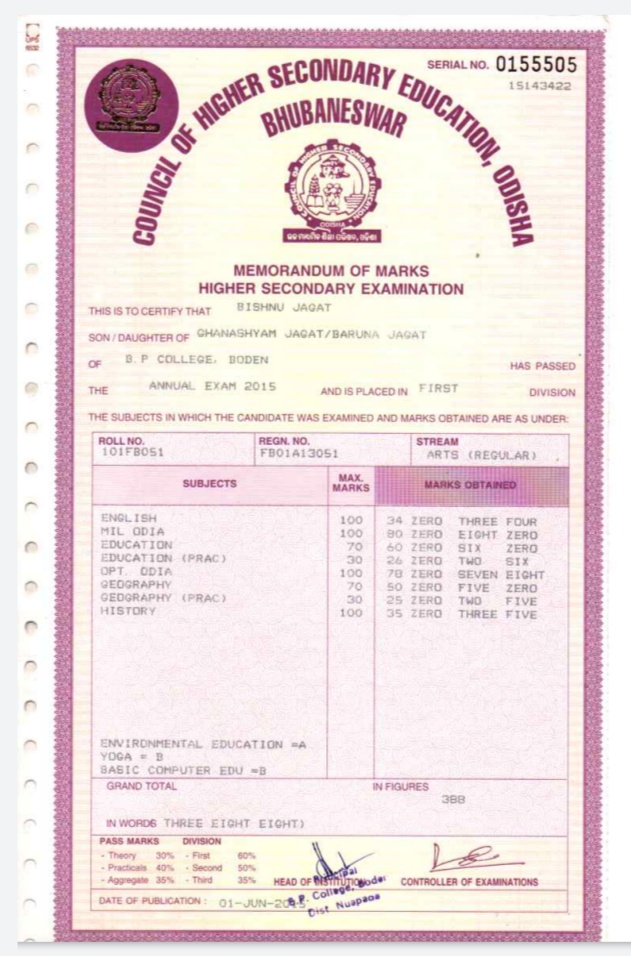 SERIAL NO. 0155505
15143422
COUNCIL OF HIGHER SECONDARY EDUCATION, ODISHA
BHUBANESWAR
MEMORANDUM OF MARKS
HIGHER SECONDARY EXAMINATION
THIS IS TO CERTIFY THAT BISHNU JAGAT
SON / DAUGHTER OF GHANASHYAM JAGAT/BARUNA JAGAT
OF B.P COLLEGE, BODEN HAS PASSED
THE ANNUAL EXAM 2015 AND IS PLACED IN FIRST DIVISION
THE SUBJECTS IN WHICH THE CANDIDATE WAS EXAMINED AND MARKS OBTAINED ARE AS UNDER:
ROLL NO. REGN. NO. STREAM
101FB051 FB01A13051 ARTS (REGULAR)
SUBJECTS MAX. MARKS MARKS OBTAINED
ENGLISH 100 34 ZERO THREE FOUR
MIL ODIA 100 80 ZERO EIGHT ZERO
EDUCATION 70 60 ZERO SIX ZERO
EDUCATION (PRAC) 30 26 ZERO TWO SIX
OPT. ODIA 100 78 ZERO SEVEN EIGHT
GEOGRAPHY 70 50 ZERO FIVE ZERO
GEOGRAPHY (PRAC) 30 25 ZERO TWO FIVE
HISTORY 100 35 ZERO THREE FIVE
ENVIRONMENTAL EDUCATION =A
YOGA = B
BASIC COMPUTER EDU =B
GRAND TOTAL IN FIGURES
388
IN WORDS THREE EIGHT EIGHT)
PASS MARKS DIVISION
- Theory 30% - First 60%
- Practicals 40% - Second 50%
- Aggregate 35% - Third 35%
HEAD OF INSTITUTION CONTROLLER OF EXAMINATIONS
Principal
B.P. College, Boden
Dist Nuapada
DATE OF PUBLICATION : 01-JUN-2015